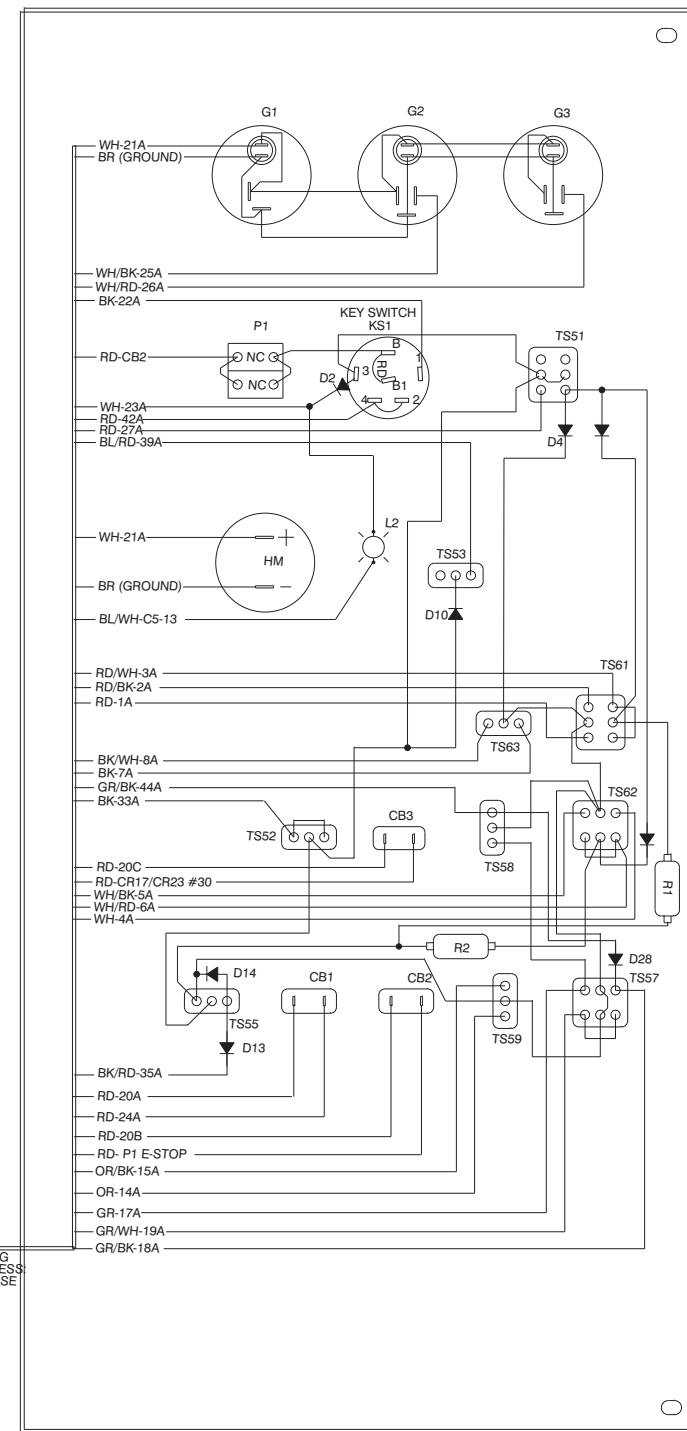 G1 G2 G3
WH-21A
BR (GROUND)
WH/BK-25A
WH/RD-26A
BK-22A
KEY SWITCH
KS1
P1
TS51
B
1
RD-CB2
NC
RD
3
D2
B1
NC
WH-23A
4
2
RD-42A
RD-27A
BL/RD-39A
D4
L2
WH-21A
+
HM
TS53
BR (GROUND)
-
D10
BL/WH-C5-13
TS61
RD/WH-3A
RD/BK-2A
RD-1A
TS63
BK/WH-8A
BK-7A
GR/BK-44A
TS62
BK-33A
TS52
CB3
TS58
RD-20C
RD-CR17/CR23 #30
WH/BK-5A
WH/RD-6A
WH-4A
R1
R2
D28
D14
CB1
CB2
TS57
TS55
TS59
D13
BK/RD-35A
RD-20A
RD-24A
RD-20B
RD- P1 E-STOP
OR/BK-15A
OR-14A
GR-17A
GR/WH-19A
GR/BK-18A
G
ESS:
SE